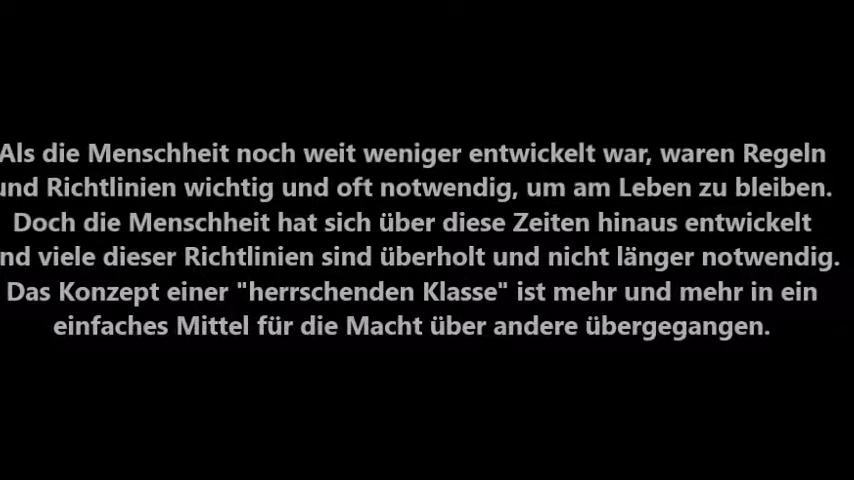 Als die Menschheit noch weit weniger entwickelt war, waren Regeln
und Richtlinien wichtig und oft notwendig, um am Leben zu bleiben.
Doch die Menschheit hat sich über diese Zeiten hinaus entwickelt
und viele dieser Richtlinien sind überholt und nicht länger notwendig.
Das Konzept einer "herrschenden Klasse" ist mehr und mehr in ein
einfaches Mittel für die Macht über andere übergegangen.